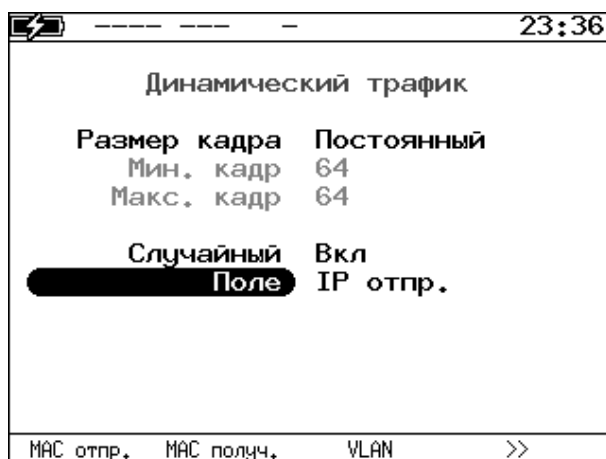 ---- --- - 23:36
Динамический трафик
Размер кадра Постоянный
Мин. кадр 64
Макс. кадр 64
Случайный Вкл
Поле IP отпр.
MAC отпр. MAC получ. VLAN >>